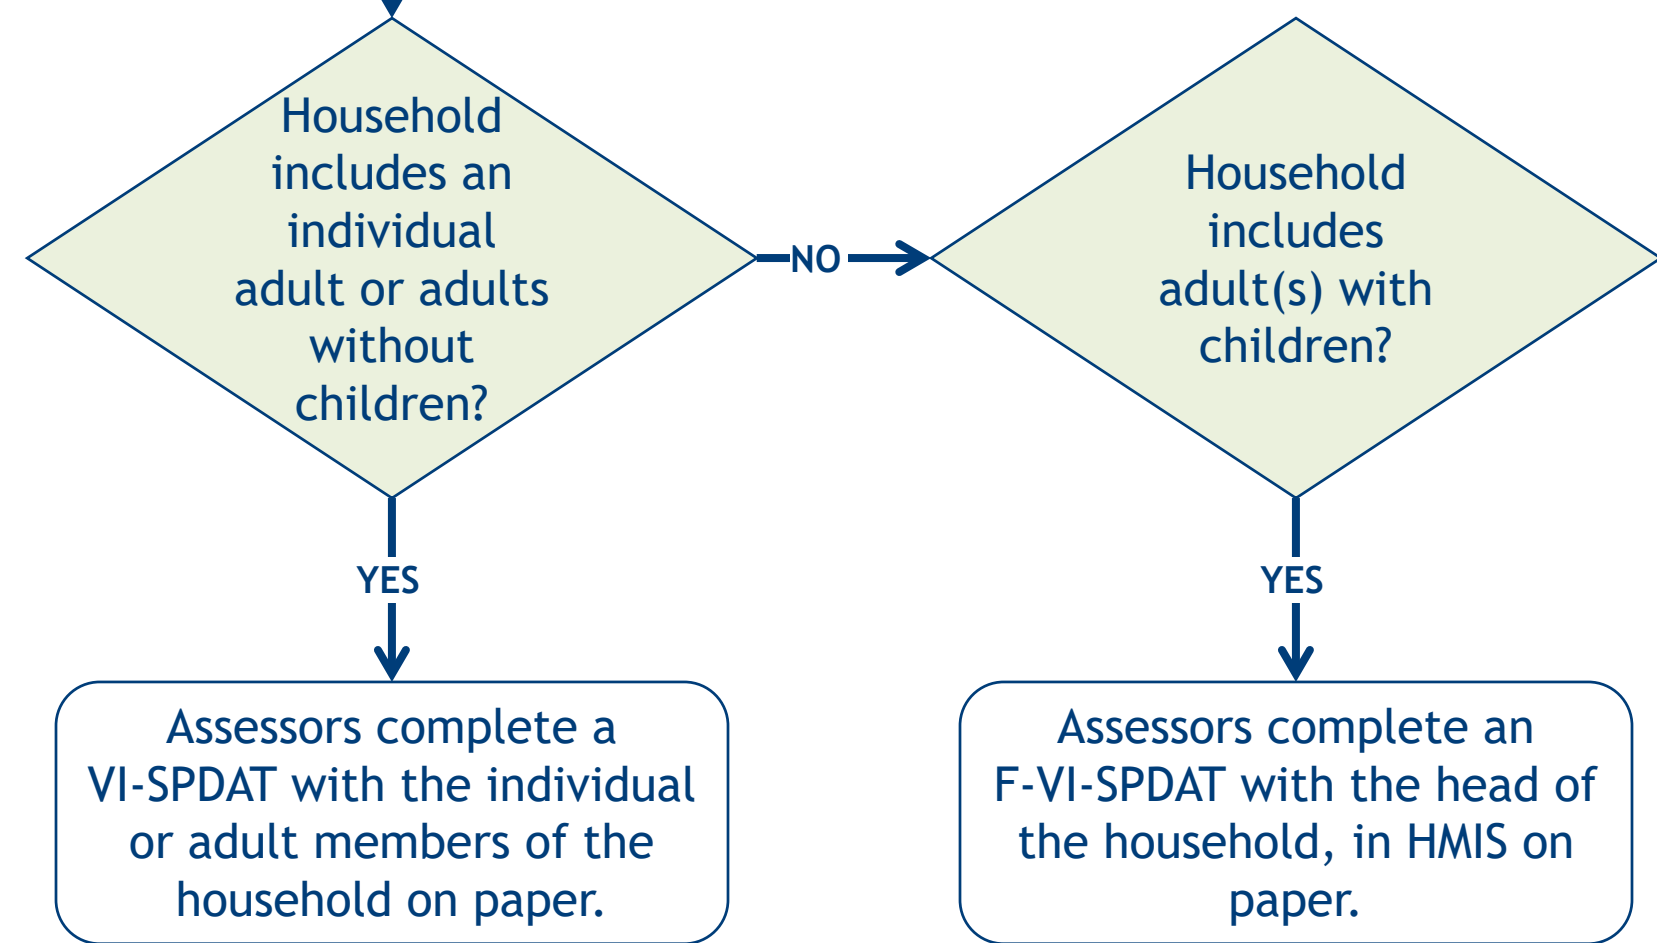 Household
includes an
individual
adult or adults
without
children?
NO
Household
includes
adult(s) with
children?
YES
YES
Assessors complete a
VI-SPDAT with the individual
or adult members of the
household on paper.
Assessors complete an
F-VI-SPDAT with the head of
the household, in HMIS on
paper.